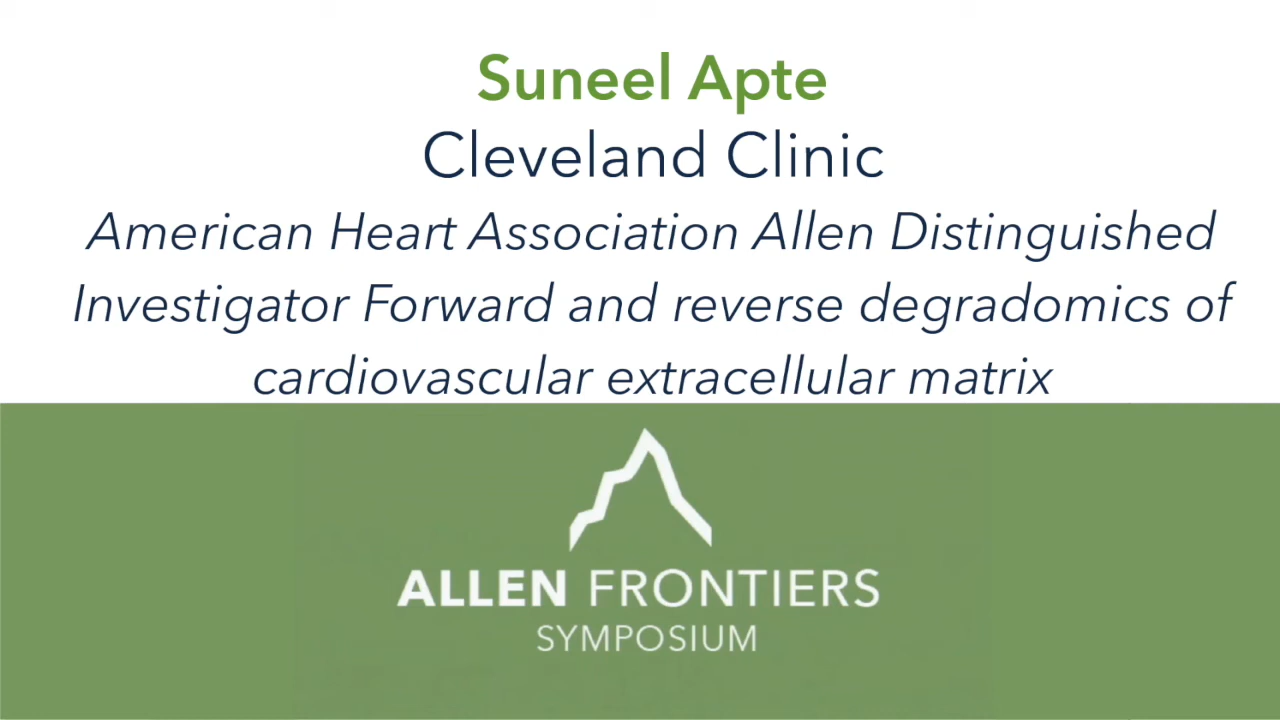 Suneel Apte
Cleveland Clinic
American Heart Association Allen Distinguished
Investigator Forward and reverse degradomics of
cardiovascular extracellular matrix
ALLEN FRONTIERS
SYMPOSIUM